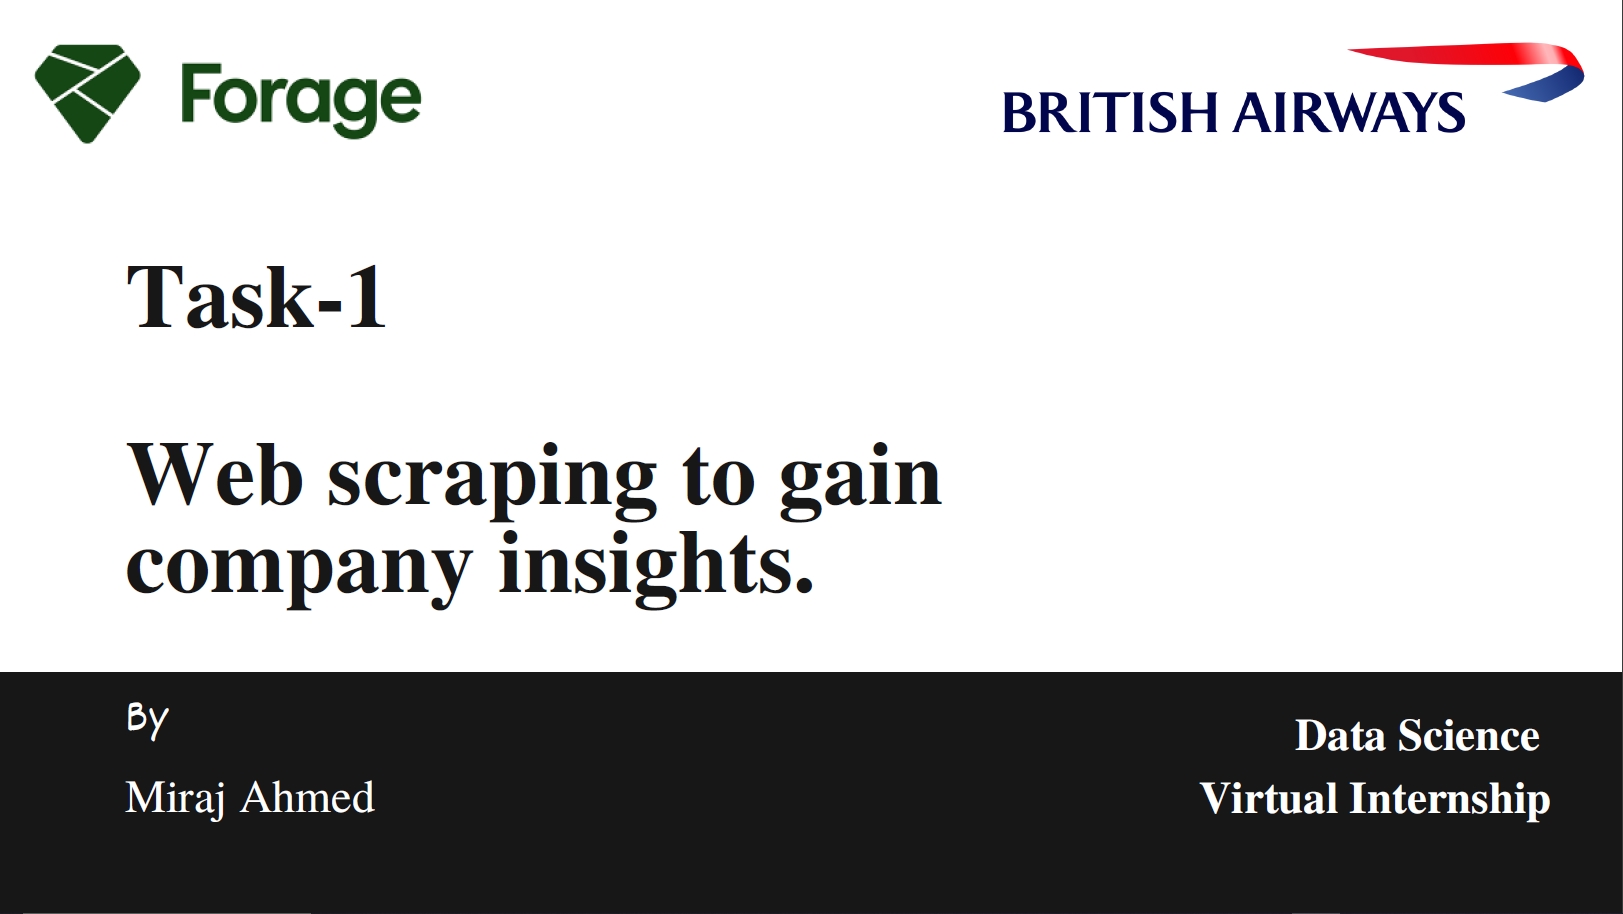 Forage
BRITISH AIRWAYS
Task-1
Web scraping to gain
company insights.
By
Miraj Ahmed
Data Science
Virtual Internship